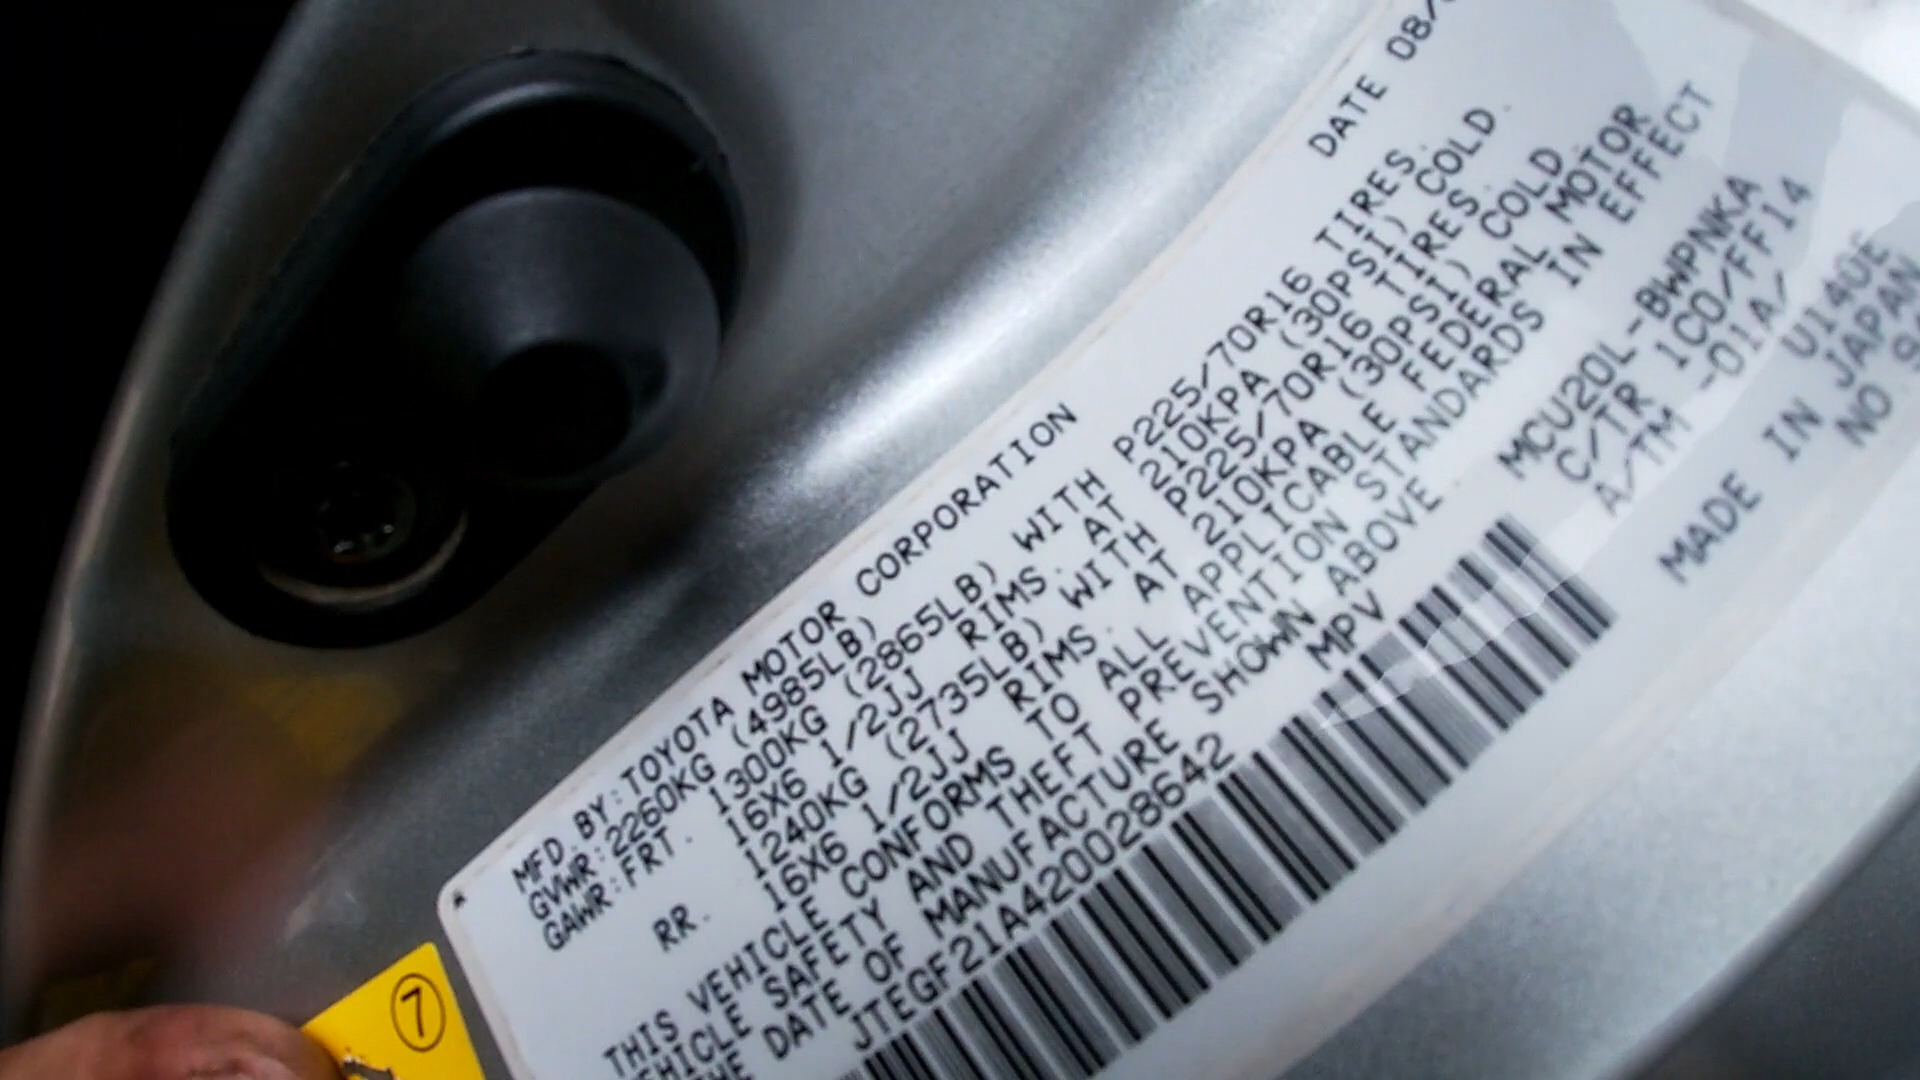 DATE 08/
MFD. BY: TOYOTA MOTOR CORPORATION
GVWR: 2260KG (4985LB)
GAWR: FRT. 1300KG (2865LB) WITH P225/70R16 TIRES.
16X6 1/2JJ RIMS. AT 210KPA (30PSI) COLD.
RR. 1240KG (2735LB) WITH P225/70R16 TIRES.
16X6 1/2JJ RIMS. AT 210KPA (30PSI) COLD.
THIS VEHICLE CONFORMS TO ALL APPLICABLE FEDERAL MOTOR
VEHICLE SAFETY AND THEFT PREVENTION STANDARDS IN EFFECT
THE DATE OF MANUFACTURE SHOWN ABOVE
JTEGF21A420028642 MPV
MCU20L-BWPNKA
C/TR 1C0/FF14
A/TM -01A/ U140E
MADE IN JAPAN
NO.
7